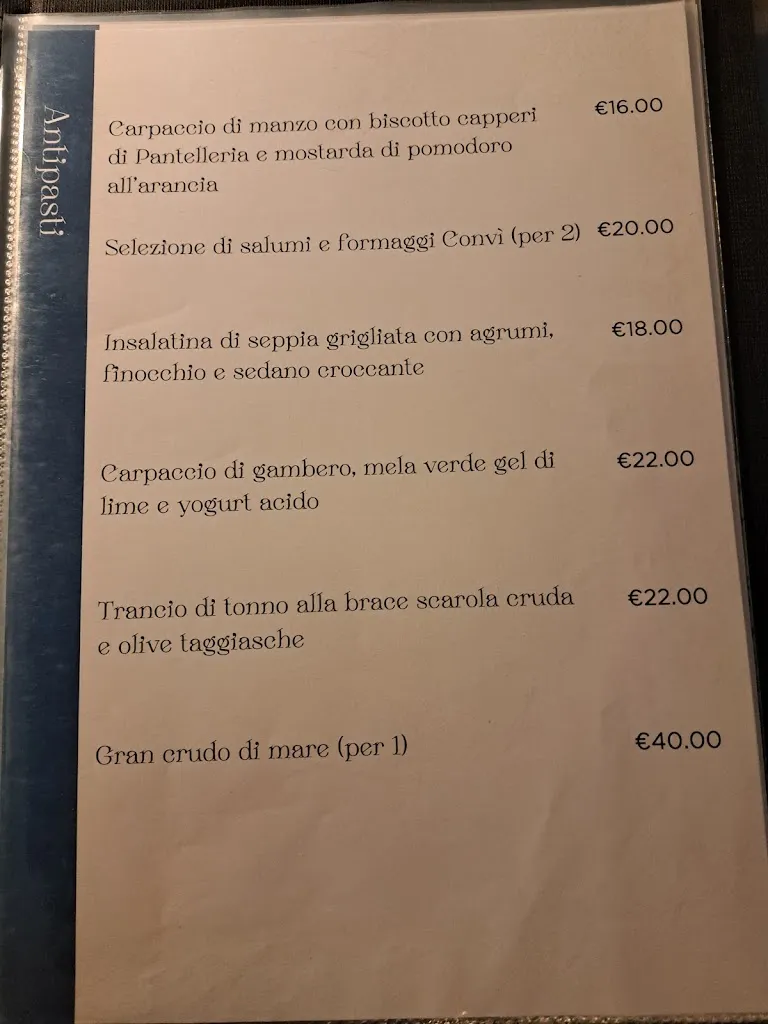 Antipasti
Carpaccio di manzo con biscotto capperi €16.00
di Pantelleria e mostarda di pomodoro
all'arancia
Selezione di salumi e formaggi Convì (per 2) €20.00
Insalatina di seppia grigliata con agrumi, €18.00
finocchio e sedano croccante
Carpaccio di gambero, mela verde gel di €22.00
lime e yogurt acido
Trancio di tonno alla brace scarola cruda €22.00
e olive taggiasche
Gran crudo di mare (per 1) €40.00